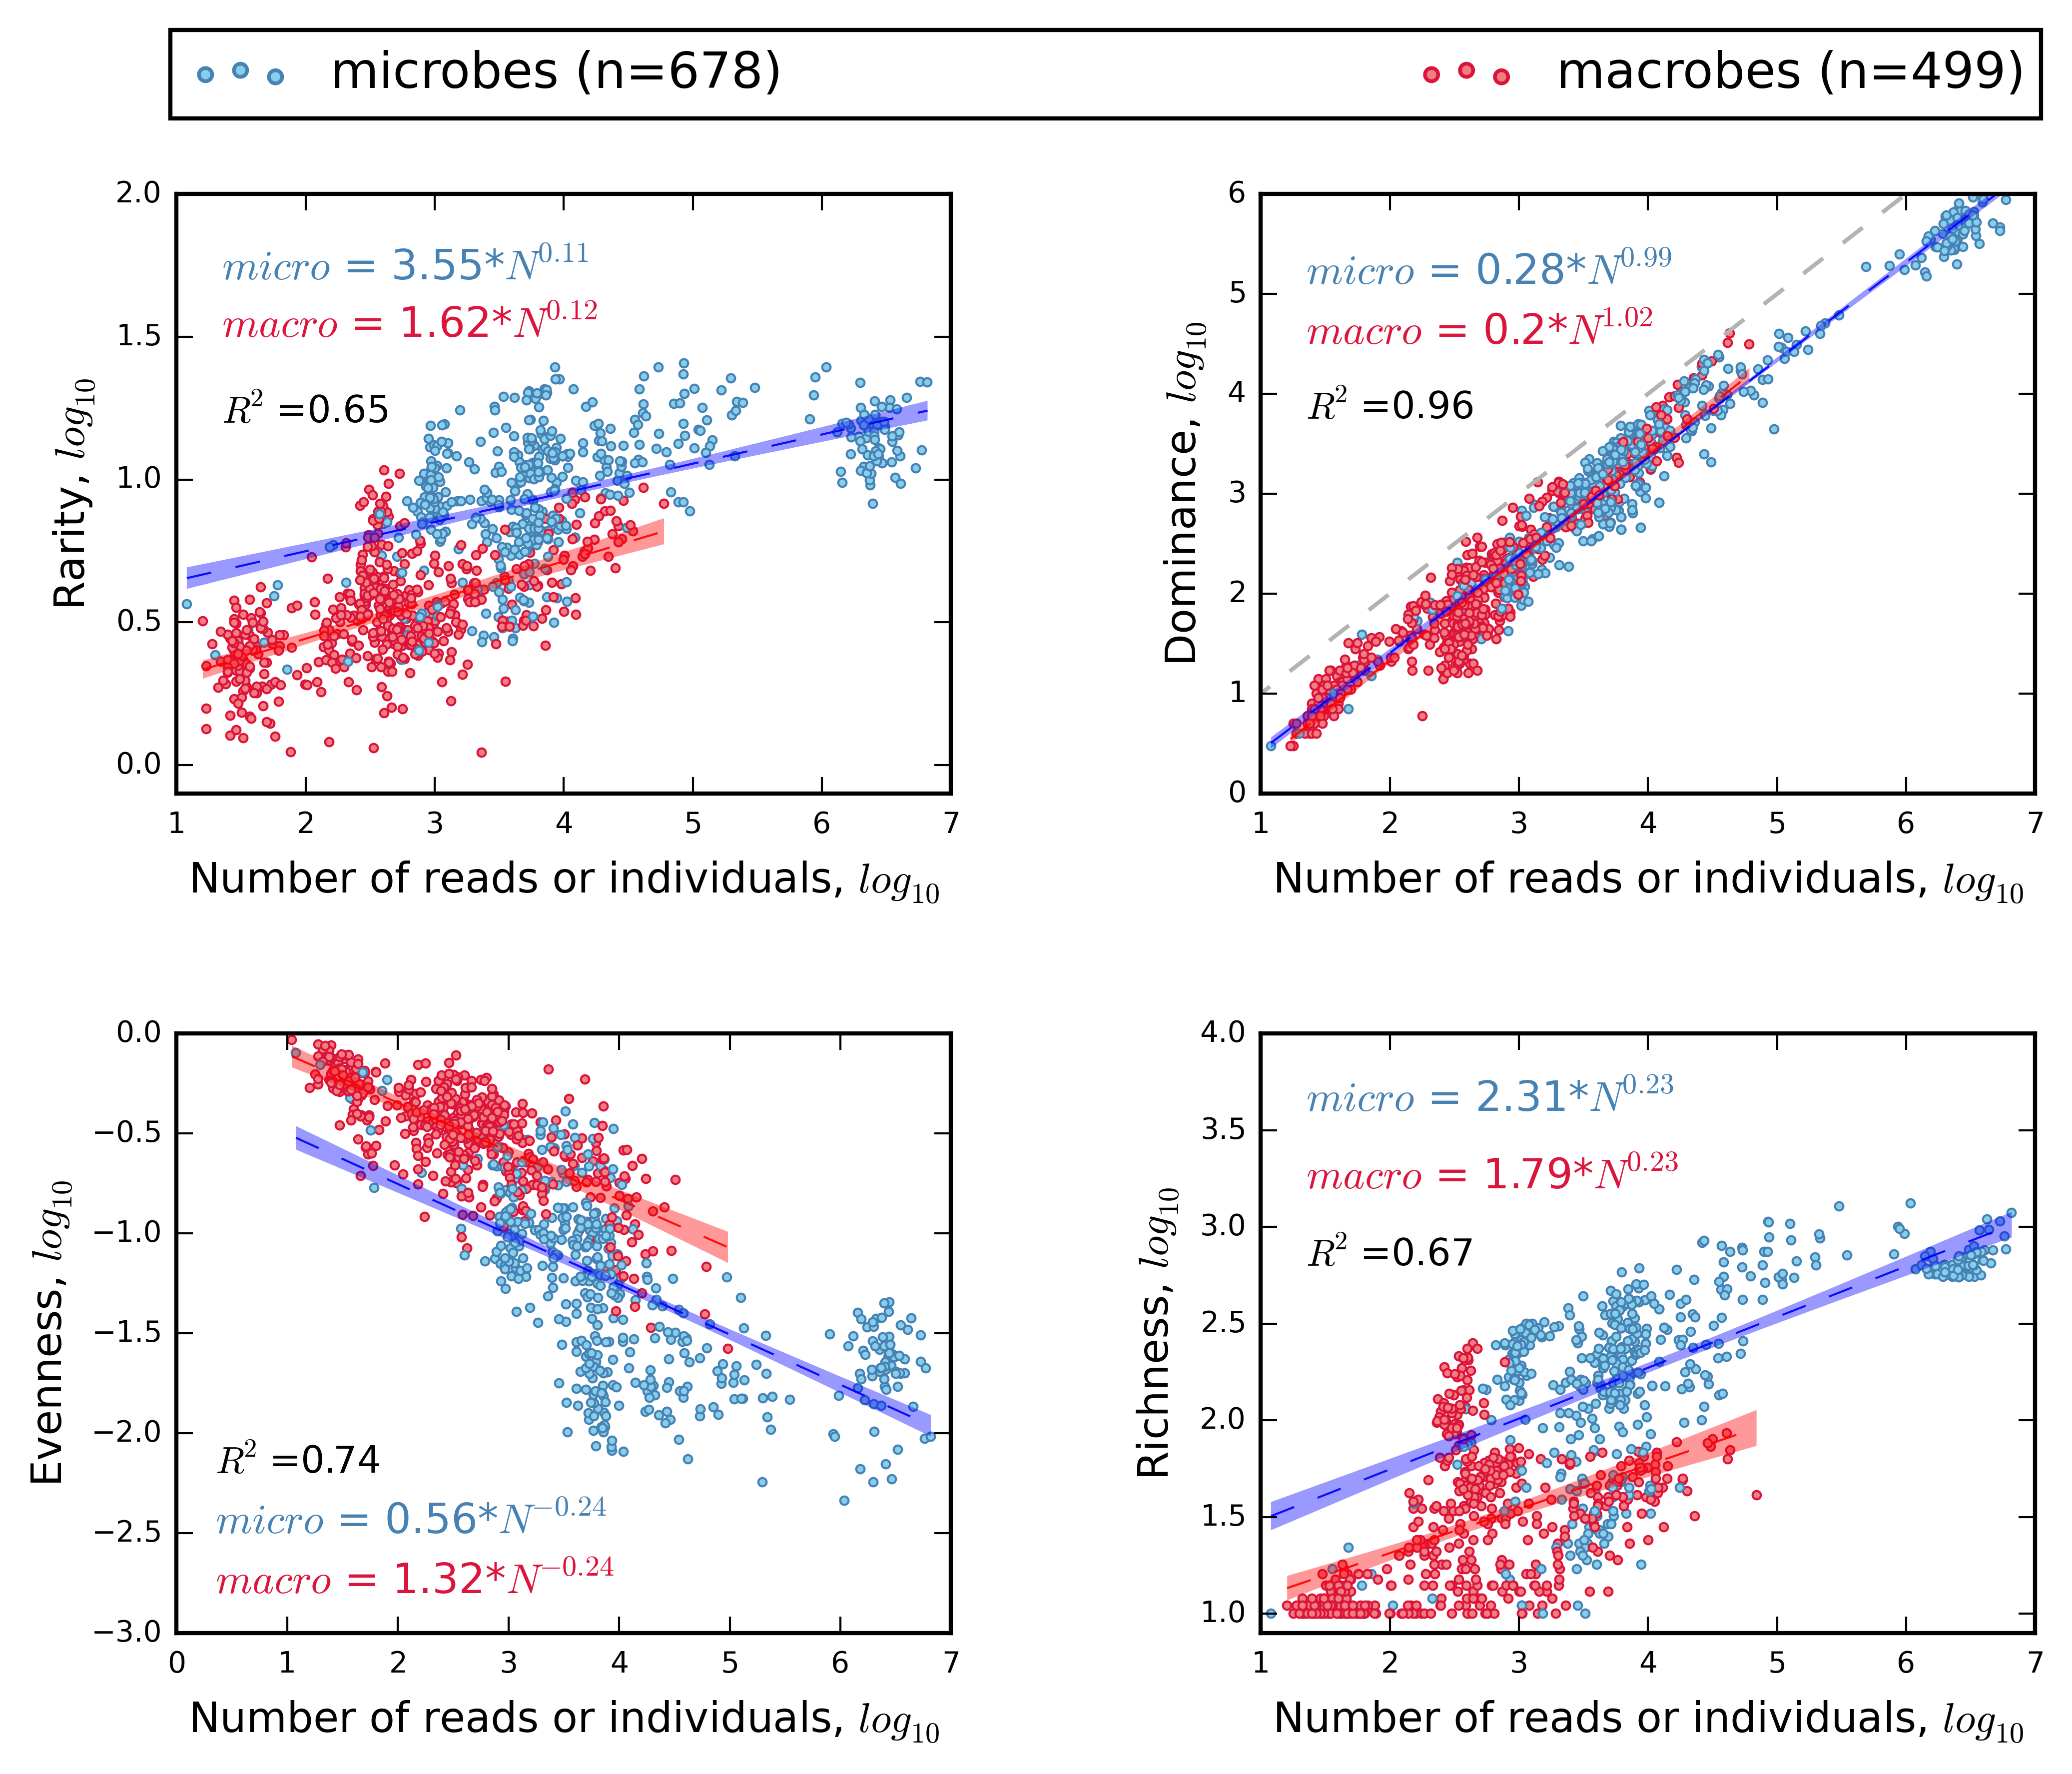 microbes (n=678) macrobes (n=499)
2.0
1.5
1.0
0.5
0.0
Rarity, log10
micro = 3.55*N^0.11
macro = 1.62*N^0.12
R^2 =0.65
1 2 3 4 5 6 7
Number of reads or individuals, log10
6
5
4
3
2
1
0
Dominance, log10
micro = 0.28*N^0.99
macro = 0.2*N^1.02
R^2 =0.96
1 2 3 4 5 6 7
Number of reads or individuals, log10
0.0
−0.5
−1.0
−1.5
−2.0
−2.5
−3.0
Evenness, log10
R^2 =0.74
micro = 0.56*N^−0.24
macro = 1.32*N^−0.24
0 1 2 3 4 5 6 7
Number of reads or individuals, log10
4.0
3.5
3.0
2.5
2.0
1.5
1.0
Richness, log10
micro = 2.31*N^0.23
macro = 1.79*N^0.23
R^2 =0.67
1 2 3 4 5 6 7
Number of reads or individuals, log10